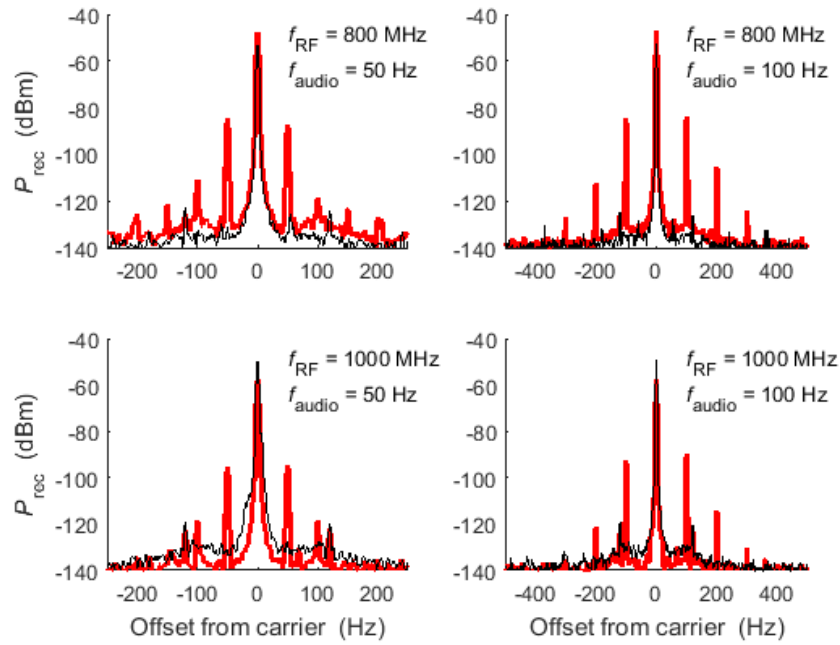 -40
-60
-80
-100
-120
-140
P_rec (dBm)
f_RF = 800 MHz
f_audio = 50 Hz
-200 -100 0 100 200
-40
-60
-80
-100
-120
-140
f_RF = 800 MHz
f_audio = 100 Hz
-400 -200 0 200 400
-40
-60
-80
-100
-120
-140
P_rec (dBm)
f_RF = 1000 MHz
f_audio = 50 Hz
-200 -100 0 100 200
Offset from carrier (Hz)
-40
-60
-80
-100
-120
-140
f_RF = 1000 MHz
f_audio = 100 Hz
-400 -200 0 200 400
Offset from carrier (Hz)